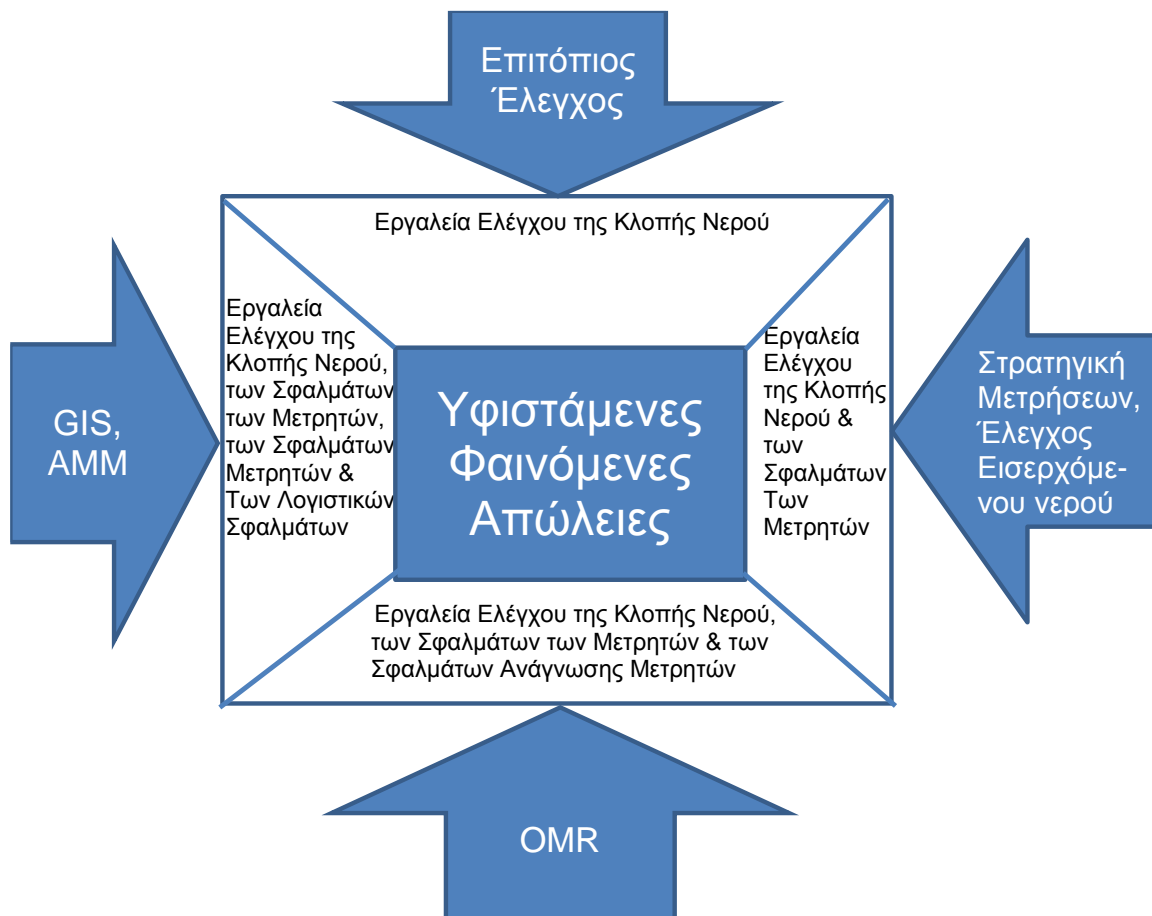 Επιτόπιος
Έλεγχος
Εργαλεία Ελέγχου της Κλοπής Νερού
GIS,
AMM
Εργαλεία
Ελέγχου της
Κλοπής Νερού,
των Σφαλμάτων
των Μετρητών,
των Σφαλμάτων
Μετρητών &
Των Λογιστικών
Σφαλμάτων
Υφιστάμενες
Φαινόμενες
Απώλειες
Εργαλεία
Ελέγχου
της Κλοπής
Νερού &
των
Σφαλμάτων
Των
Μετρητών
Στρατηγική
Μετρήσεων,
Έλεγχος
Εισερχόμε-
νου νερού
Εργαλεία Ελέγχου της Κλοπής Νερού,
των Σφαλμάτων των Μετρητών & των
Σφαλμάτων Ανάγνωσης Μετρητών
OMR